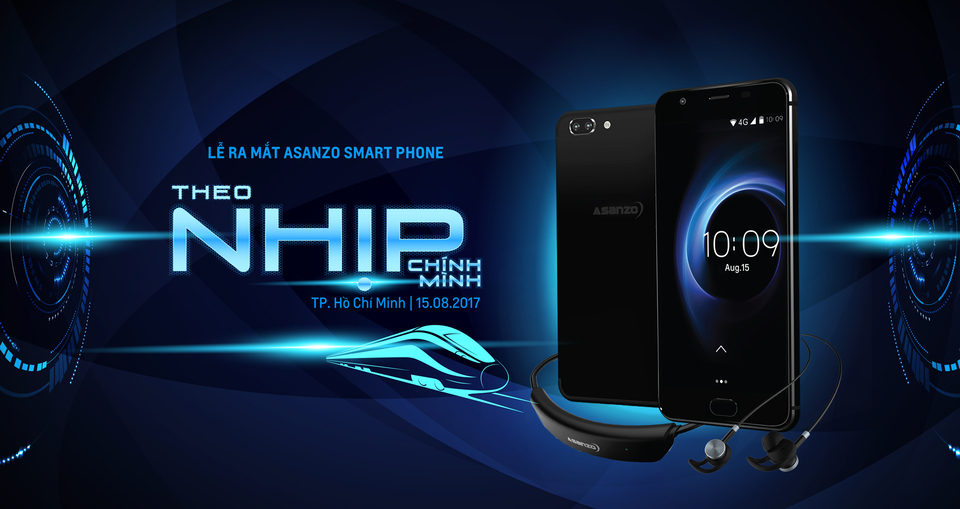 LỄ RA MẮT ASANZO SMART PHONE
THEO
NHỊP
CHÍNH
MÌNH
TP. Hồ Chí Minh | 15.08.2017
ASANZO
4G 10:09
10:09
Aug.15
ASANZO